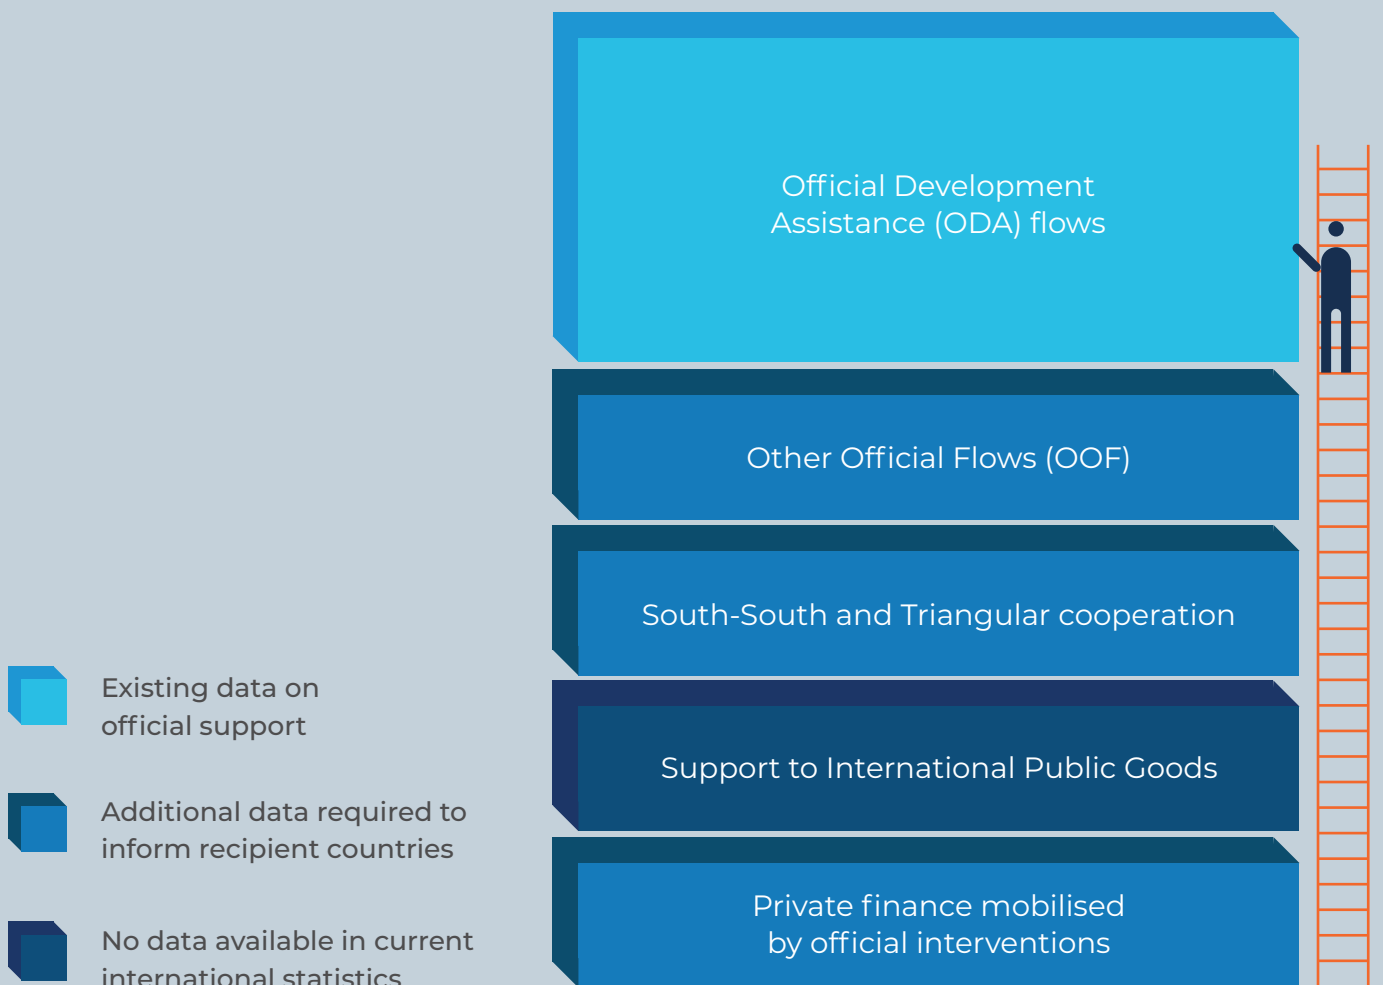 Official Development
Assistance (ODA) flows
Other Official Flows (OOF)
South-South and Triangular cooperation
Support to International Public Goods
Private finance mobilised
by official interventions
Existing data on
official support
Additional data required to
inform recipient countries
No data available in current
international statistics